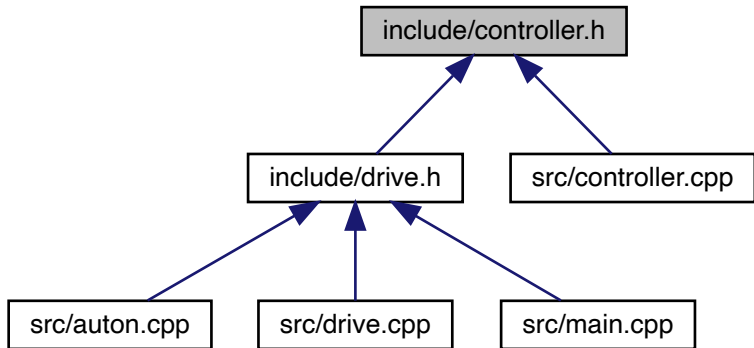 include/controller.h
include/drive.h
src/controller.cpp
src/auton.cpp
src/drive.cpp
src/main.cpp